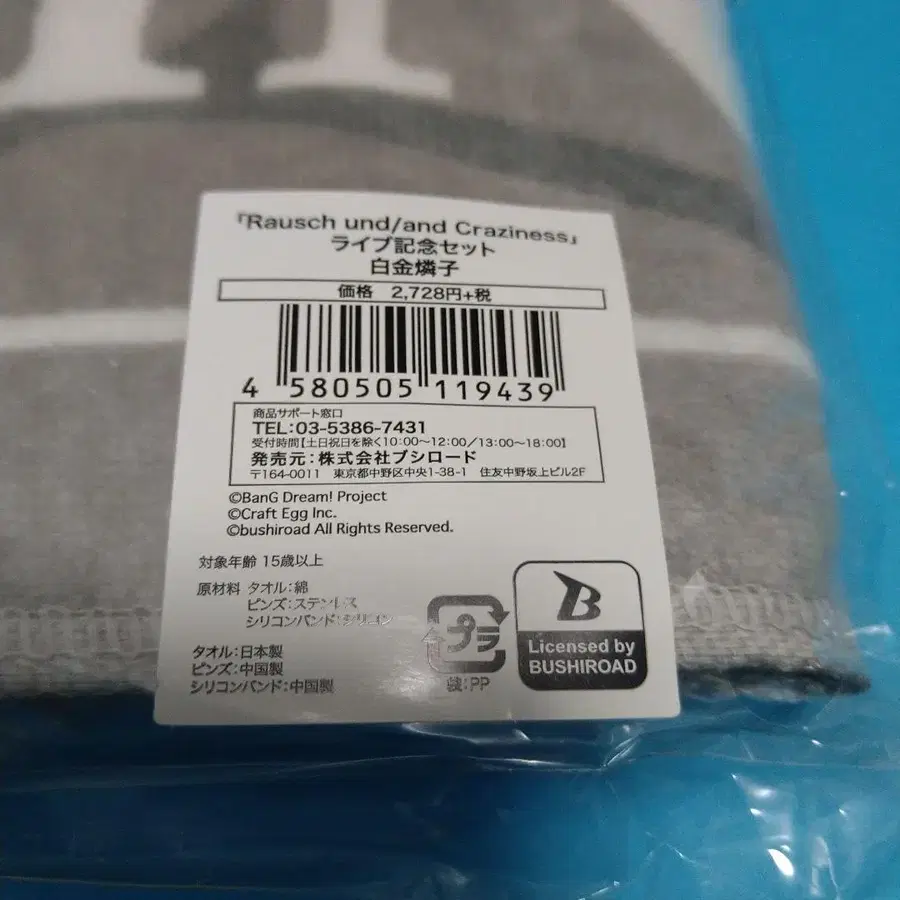 「Rausch und/and Craziness」
ライブ記念セット
白金燐子
価格 2,728円+税
4 580505 119439
商品サポート窓口
TEL:03-5386-7431
受付時間【土日祝日を除く10:00〜12:00/13:00〜18:00】
発売元:株式会社ブシロード
〒164-0011 東京都中野区中央1-38-1 住友中野坂上ビル2F
©BanG Dream! Project
©Craft Egg Inc.
©bushiroad All Rights Reserved.
対象年齢 15歳以上
原材料 タオル:綿
ピンズ:ステンレス
シリコンバンド:シリコン
タオル:日本製
ピンズ:中国製
シリコンバンド:中国製
プラ
袋:PP
B
Licensed by
BUSHIROAD